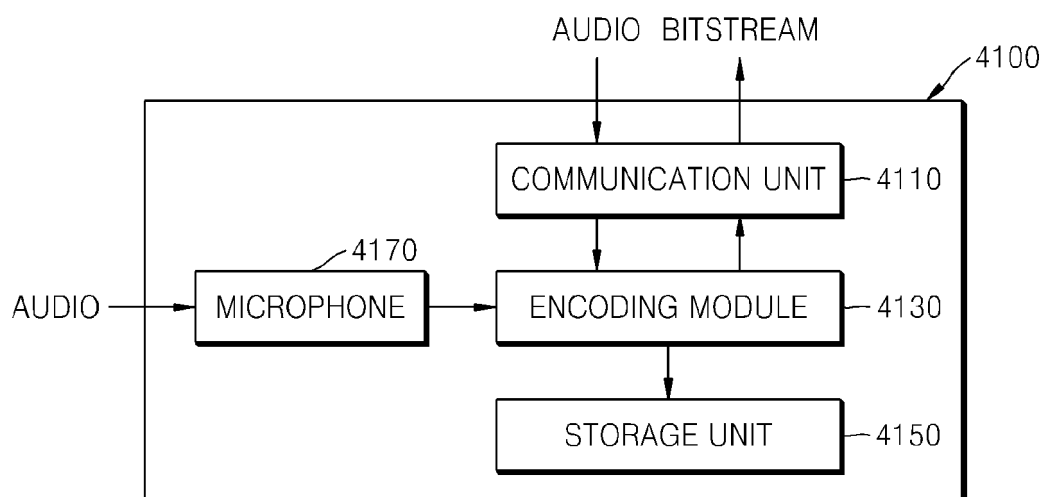 AUDIO BITSTREAM
4100
COMMUNICATION UNIT
4110
4170
AUDIO
MICROPHONE
ENCODING MODULE
4130
STORAGE UNIT
4150